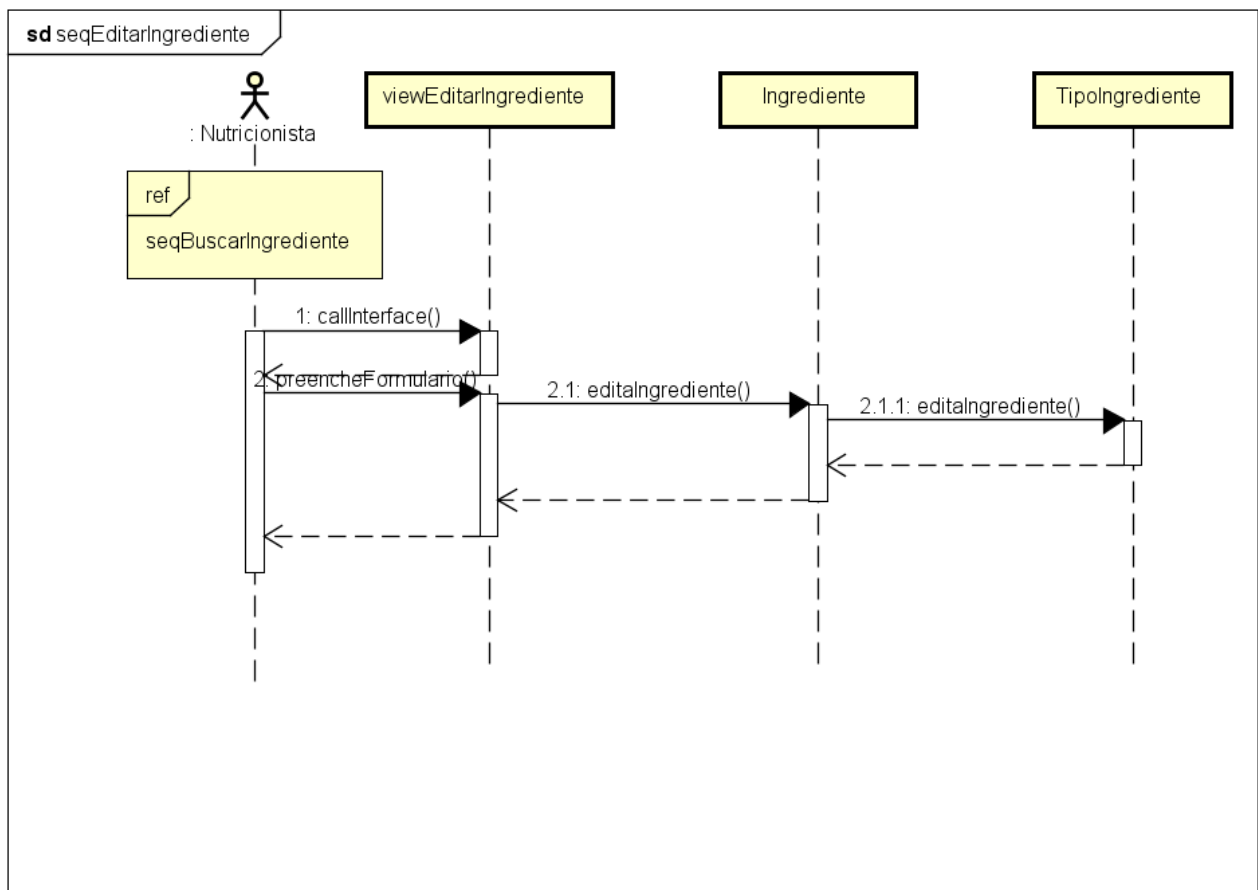 sd seqEditarIngrediente
: Nutricionista
viewEditarIngrediente
Ingrediente
TipoIngrediente
ref
seqBuscarIngrediente
1: callInterface()
2: preencheFormulario()
2.1: editaIngrediente()
2.1.1: editaIngrediente()